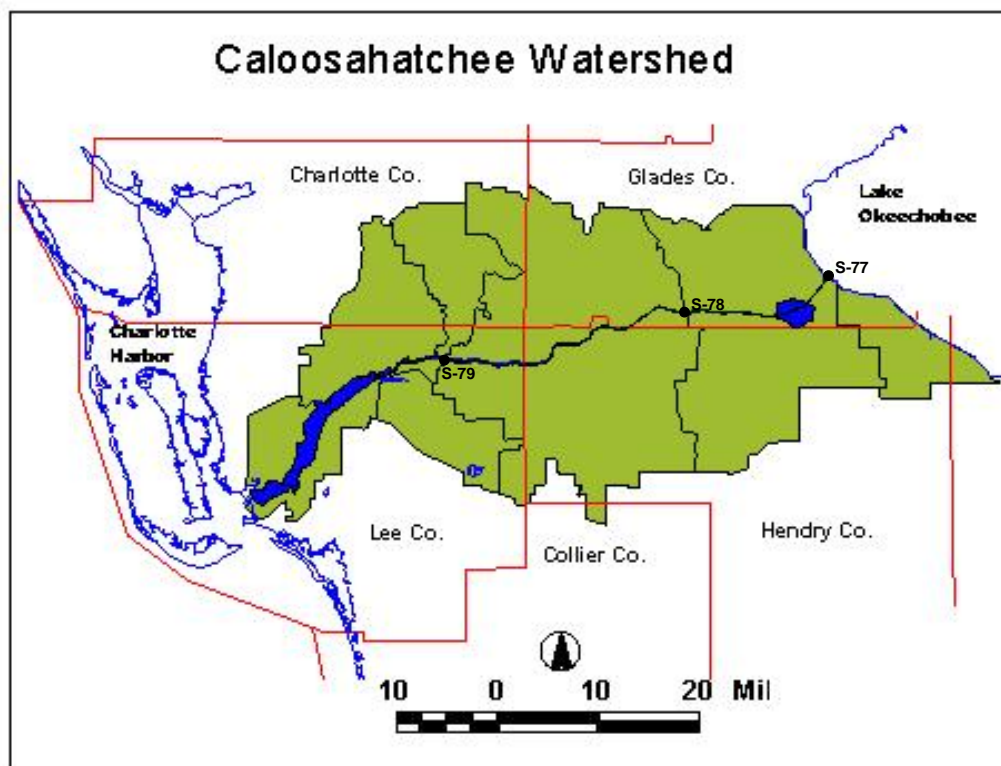 Caloosahatchee Watershed
Charlotte Co.
Glades Co.
Lake
Okeechobee
S-77
S-78
Charlotte
Harbor
S-79
Lee Co.
Collier Co.
Hendry Co.
10 0 10 20 Mil